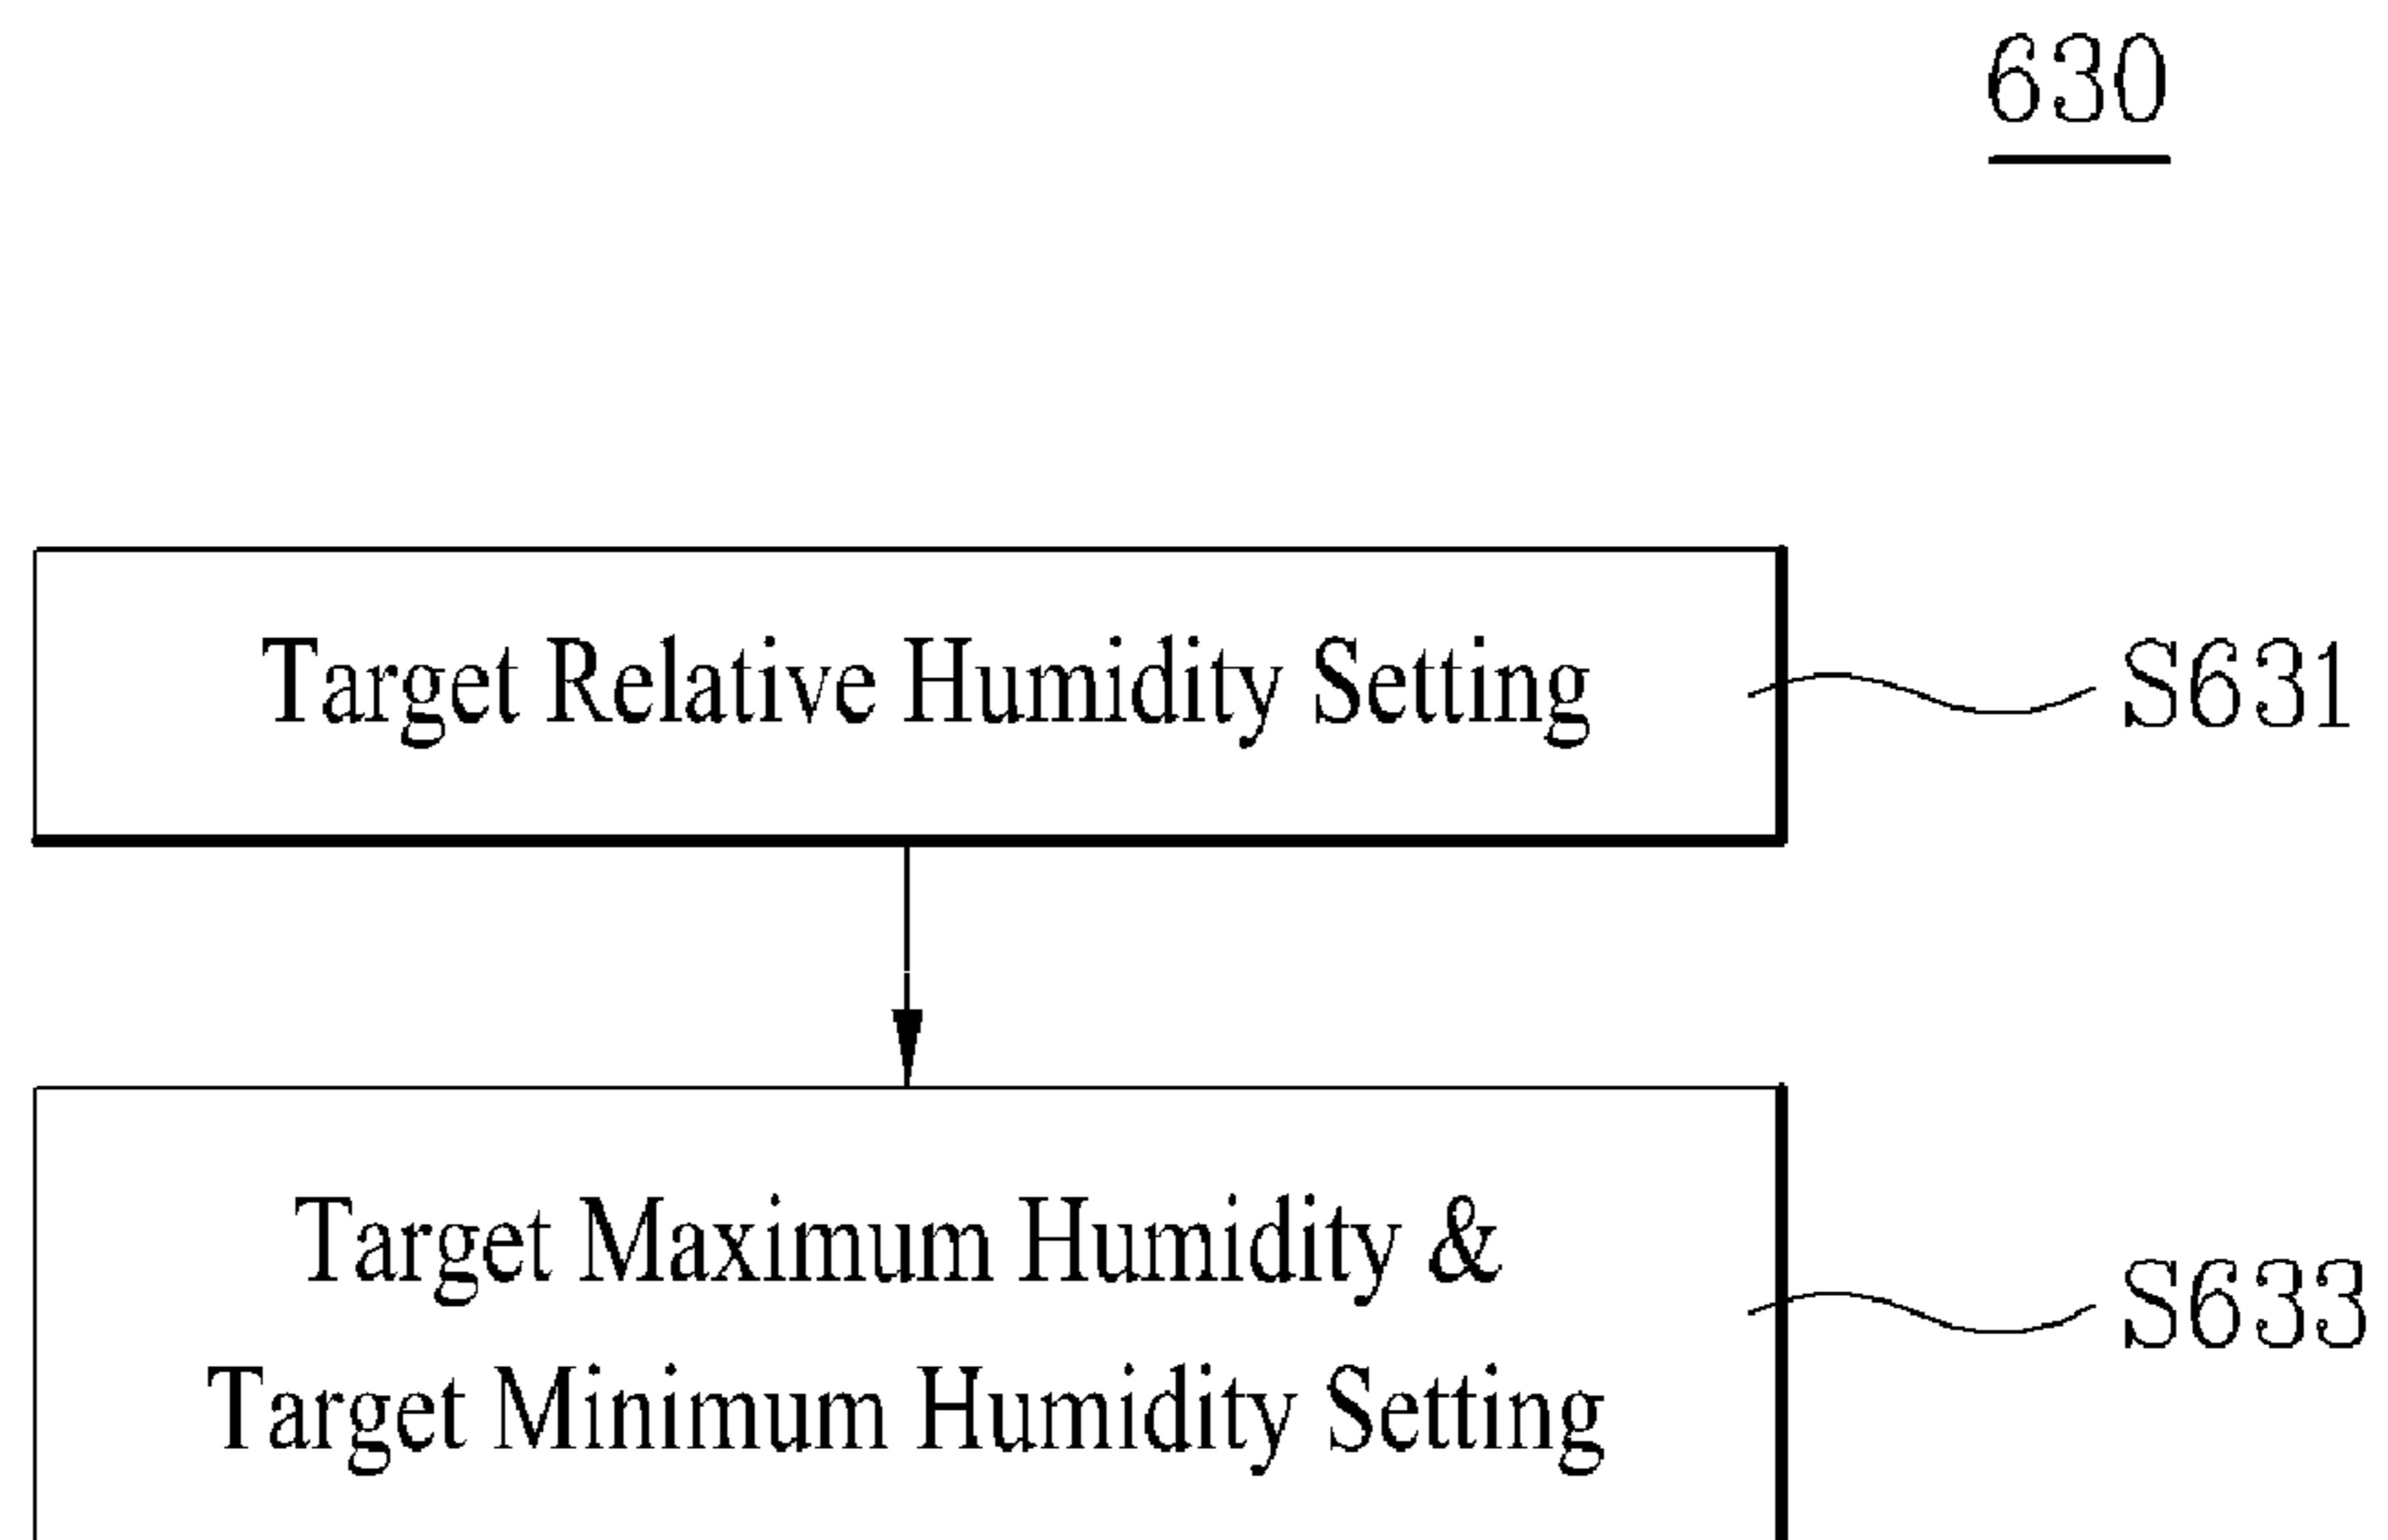 630
Target Relative Humidity Setting
S631
Target Maximum Humidity &
Target Minimum Humidity Setting
S633